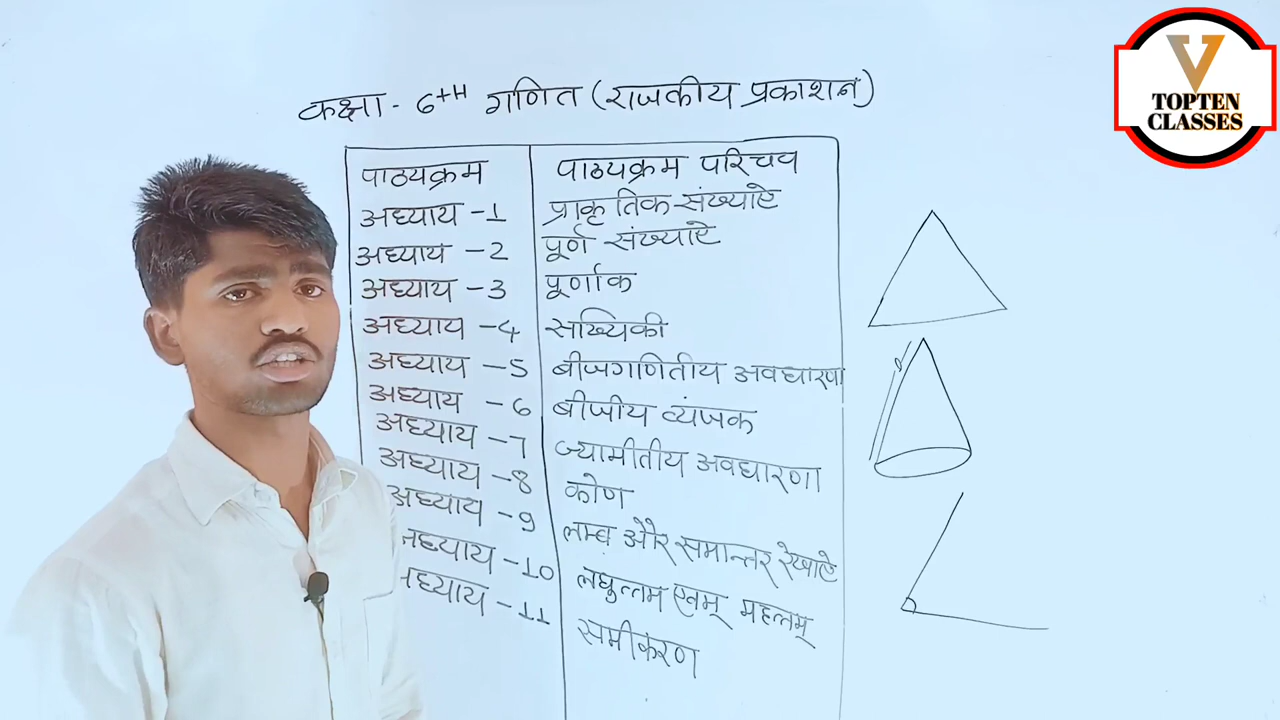 कक्षा - 6th गणित (राजकीय प्रकाशन)
पाठ्यक्रम पाठ्यक्रम परिचय
अध्याय -1 प्राकृतिक संख्याऐ
अध्याय -2 पूर्ण संख्याऐ
अध्याय -3 पूर्णाक
अध्याय -4 सख्यिकी
अध्याय -5 बीजगणितीय अवधारणा
अध्याय -6 बीजीय व्यंजक
अध्याय -7 ज्यामीतीय अवधारणा
अध्याय -8 कोण
अध्याय -9 लम्ब और समान्तर रेखाऐ
अध्याय -10 लघुत्तम एवम् महत्तम्
अध्याय -11 समीकरण
V
TOPTEN
CLASSES